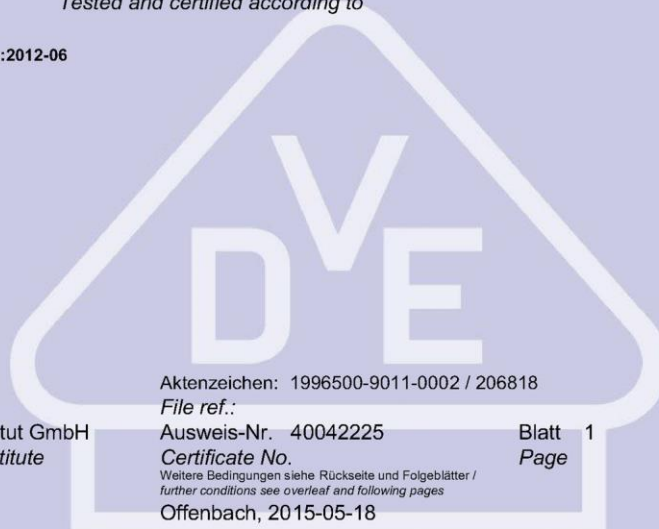 Tested and certified according to
:2012-06
DVE
Aktenzeichen: 1996500-9011-0002 / 206818
File ref.:
tut GmbH Ausweis-Nr. 40042225 Blatt 1
titute Certificate No. Page
Weitere Bedingungen siehe Rückseite und Folgeblätter /
further conditions see overleaf and following pages
Offenbach, 2015-05-18